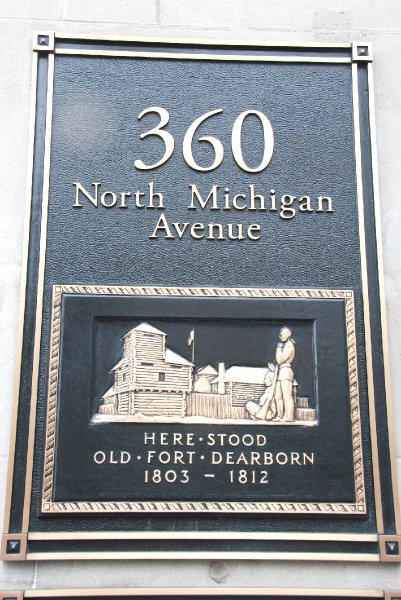 360
North Michigan
Avenue
HERE·STOOD
OLD·FORT·DEARBORN
1803 - 1812